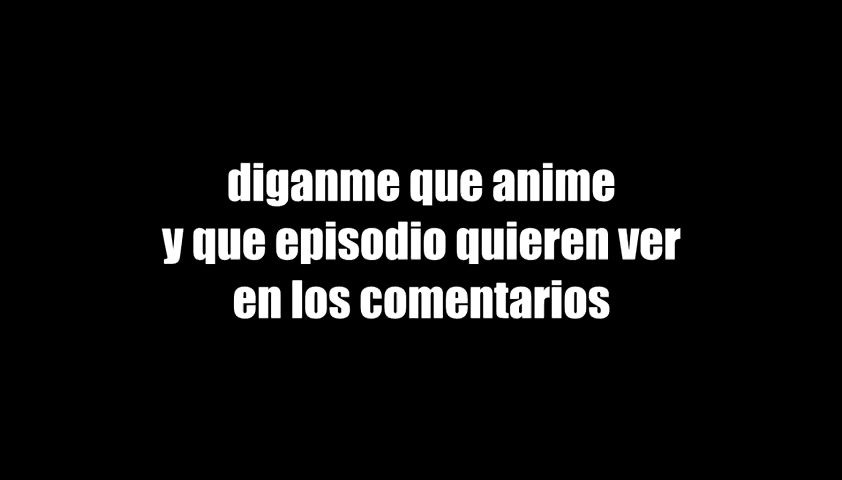 diganme que anime
y que episodio quieren ver
en los comentarios